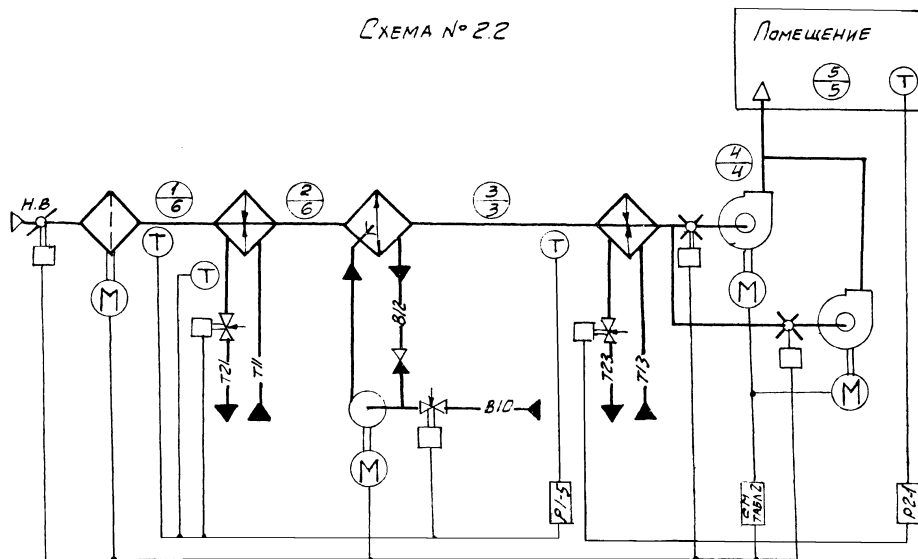 СХЕМА № 2.2
ПОМЕЩЕНИЕ
5
5
Т
4
4
Н.В
1
6
2
6
3
3
Т
Т
Т
М
М
М
Т21
Т11
В12
В10
Т23
Т13
М
Р1-5
СМ.
ТАБЛ.2
Р2-1